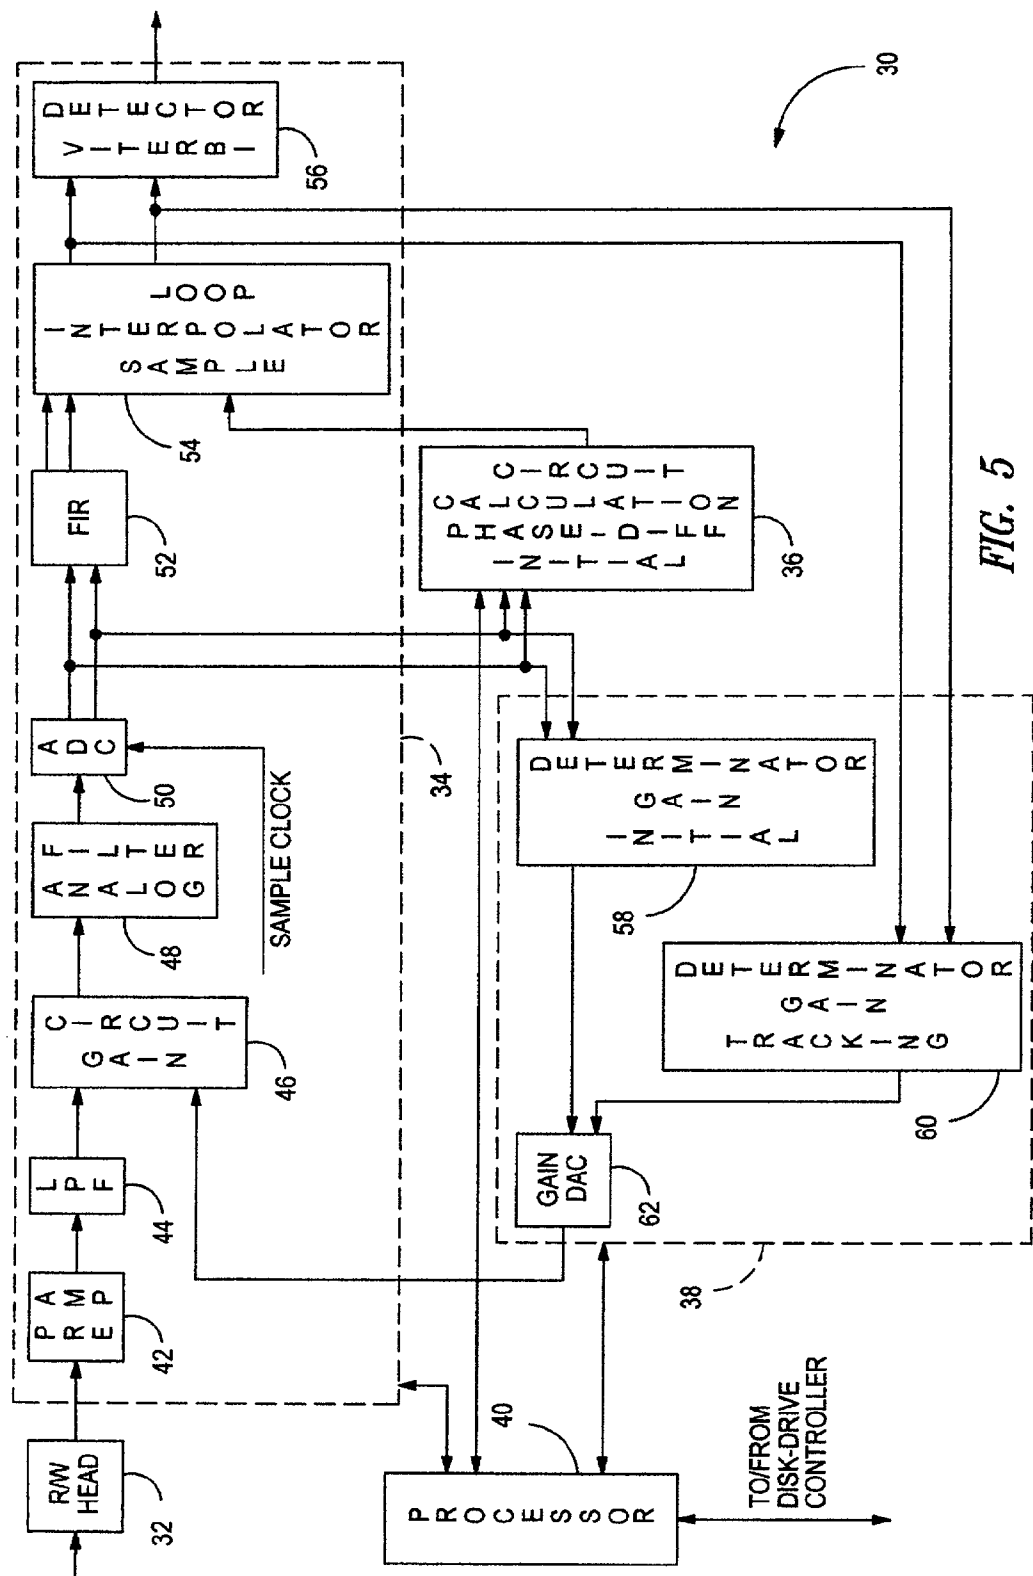 R/W
HEAD
32
PREAMP
42
LPF
44
GAIN
CIRCUIT
46
ANALOG
FILTER
48
ADC
50
SAMPLE CLOCK
FIR
52
SAMPLE
INTERPOLATOR
LOOP
54
VITERBI
DETECTOR
56
34
30
INITIAL
PHASE-DIFF
CALCULATION
CIRCUIT
36
PROCESSOR
40
TO/FROM
DISK-DRIVE
CONTROLLER
GAIN
DAC
62
INITIAL
GAIN
DETERMINATOR
58
TRACKING
GAIN
DETERMINATOR
60
38
FIG. 5